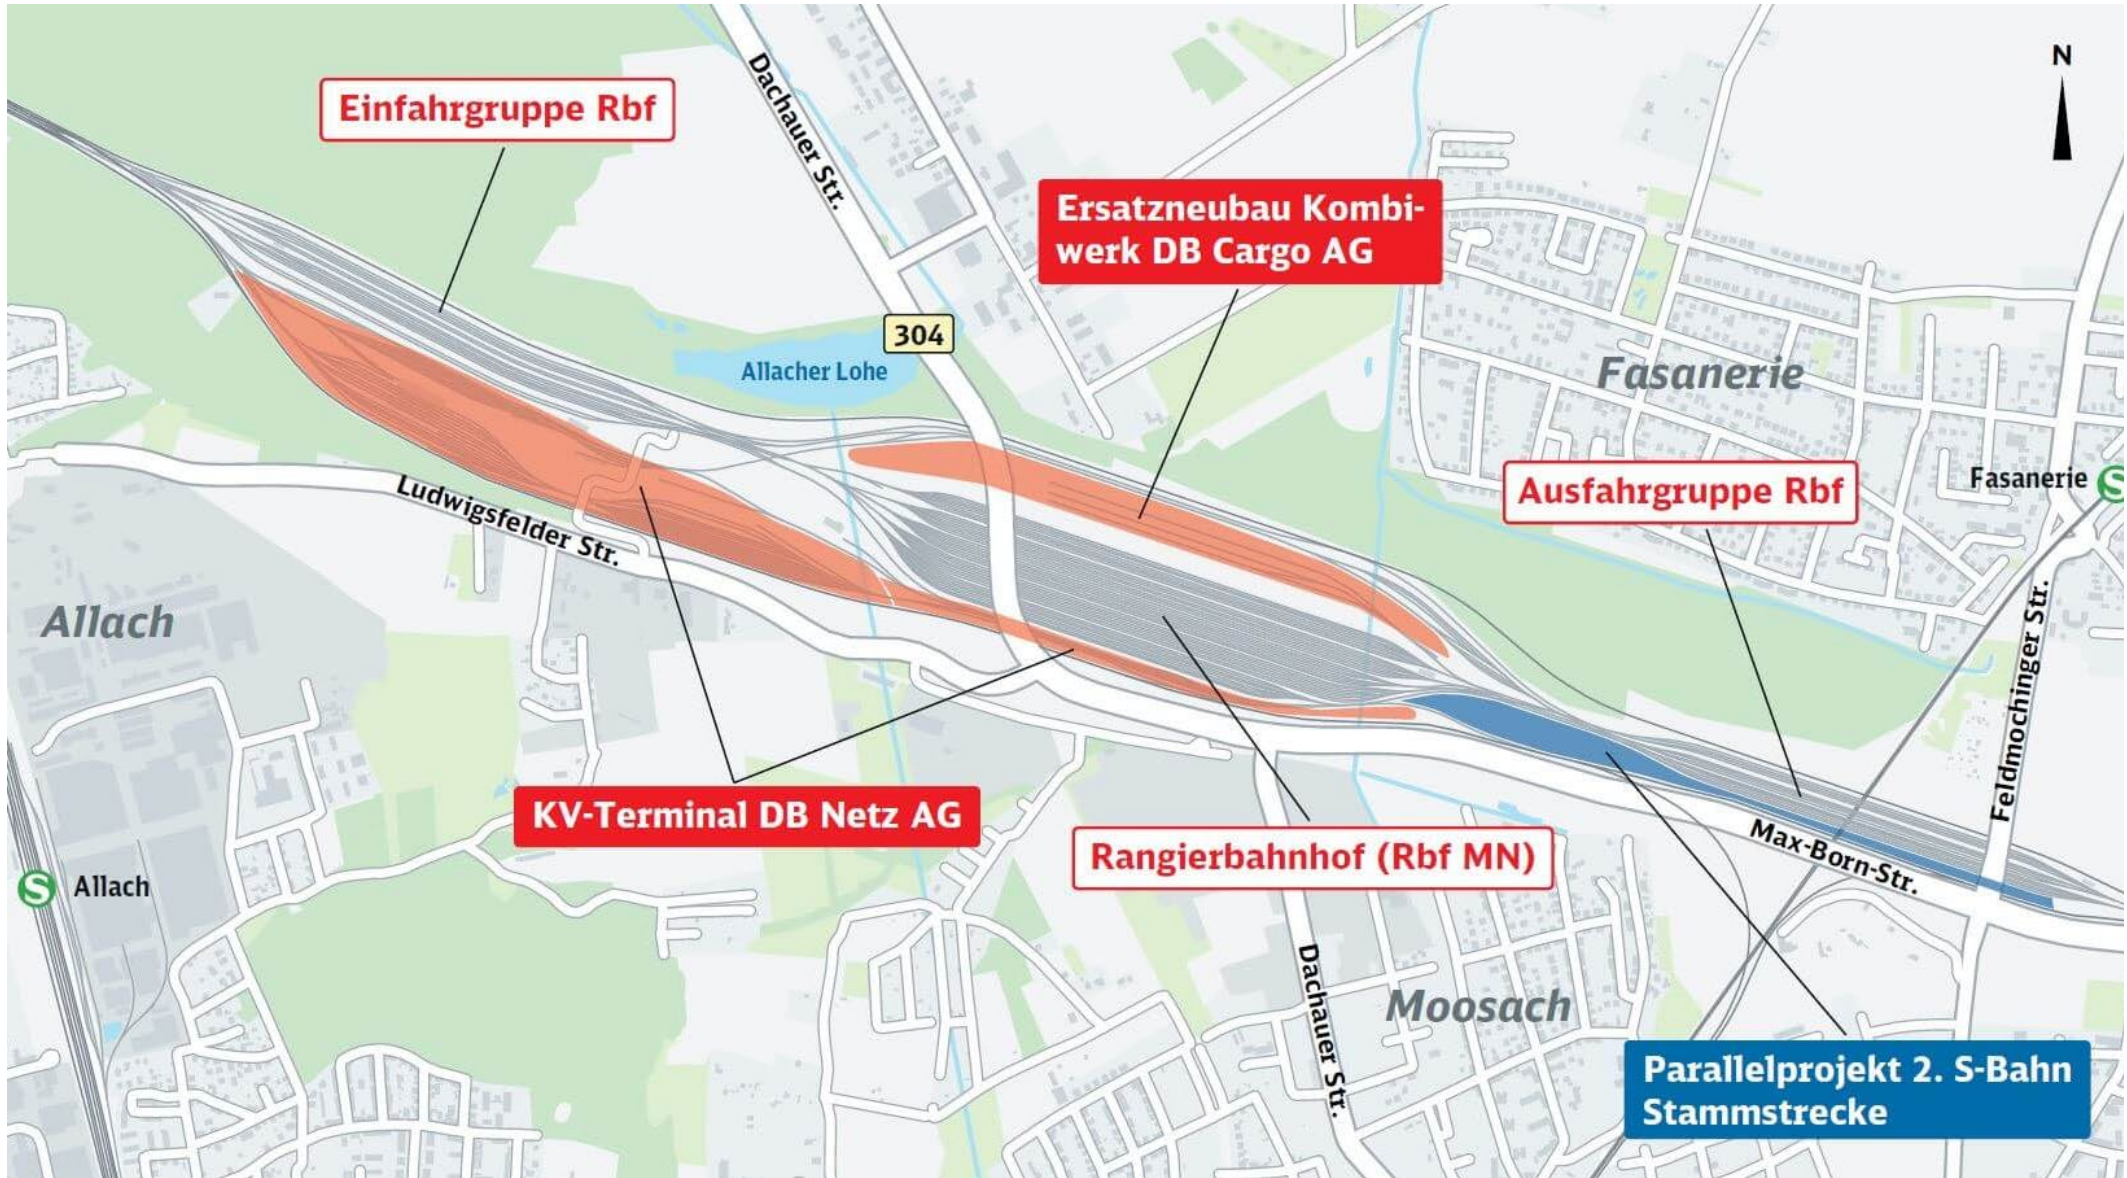 N
Dachauer Str.
Einfahrgruppe Rbf
Ersatzneubau Kombi-
werk DB Cargo AG
304
Allacher Lohe
Fasanerie
Fasanerie
S
Ausfahrgruppe Rbf
Ludwigsfelder Str.
Allach
Feldmochinger Str.
KV-Terminal DB Netz AG
Rangierbahnhof (Rbf MN)
Max-Born-Str.
S
Allach
Dachauer Str.
Moosach
Parallelprojekt 2. S-Bahn
Stammstrecke